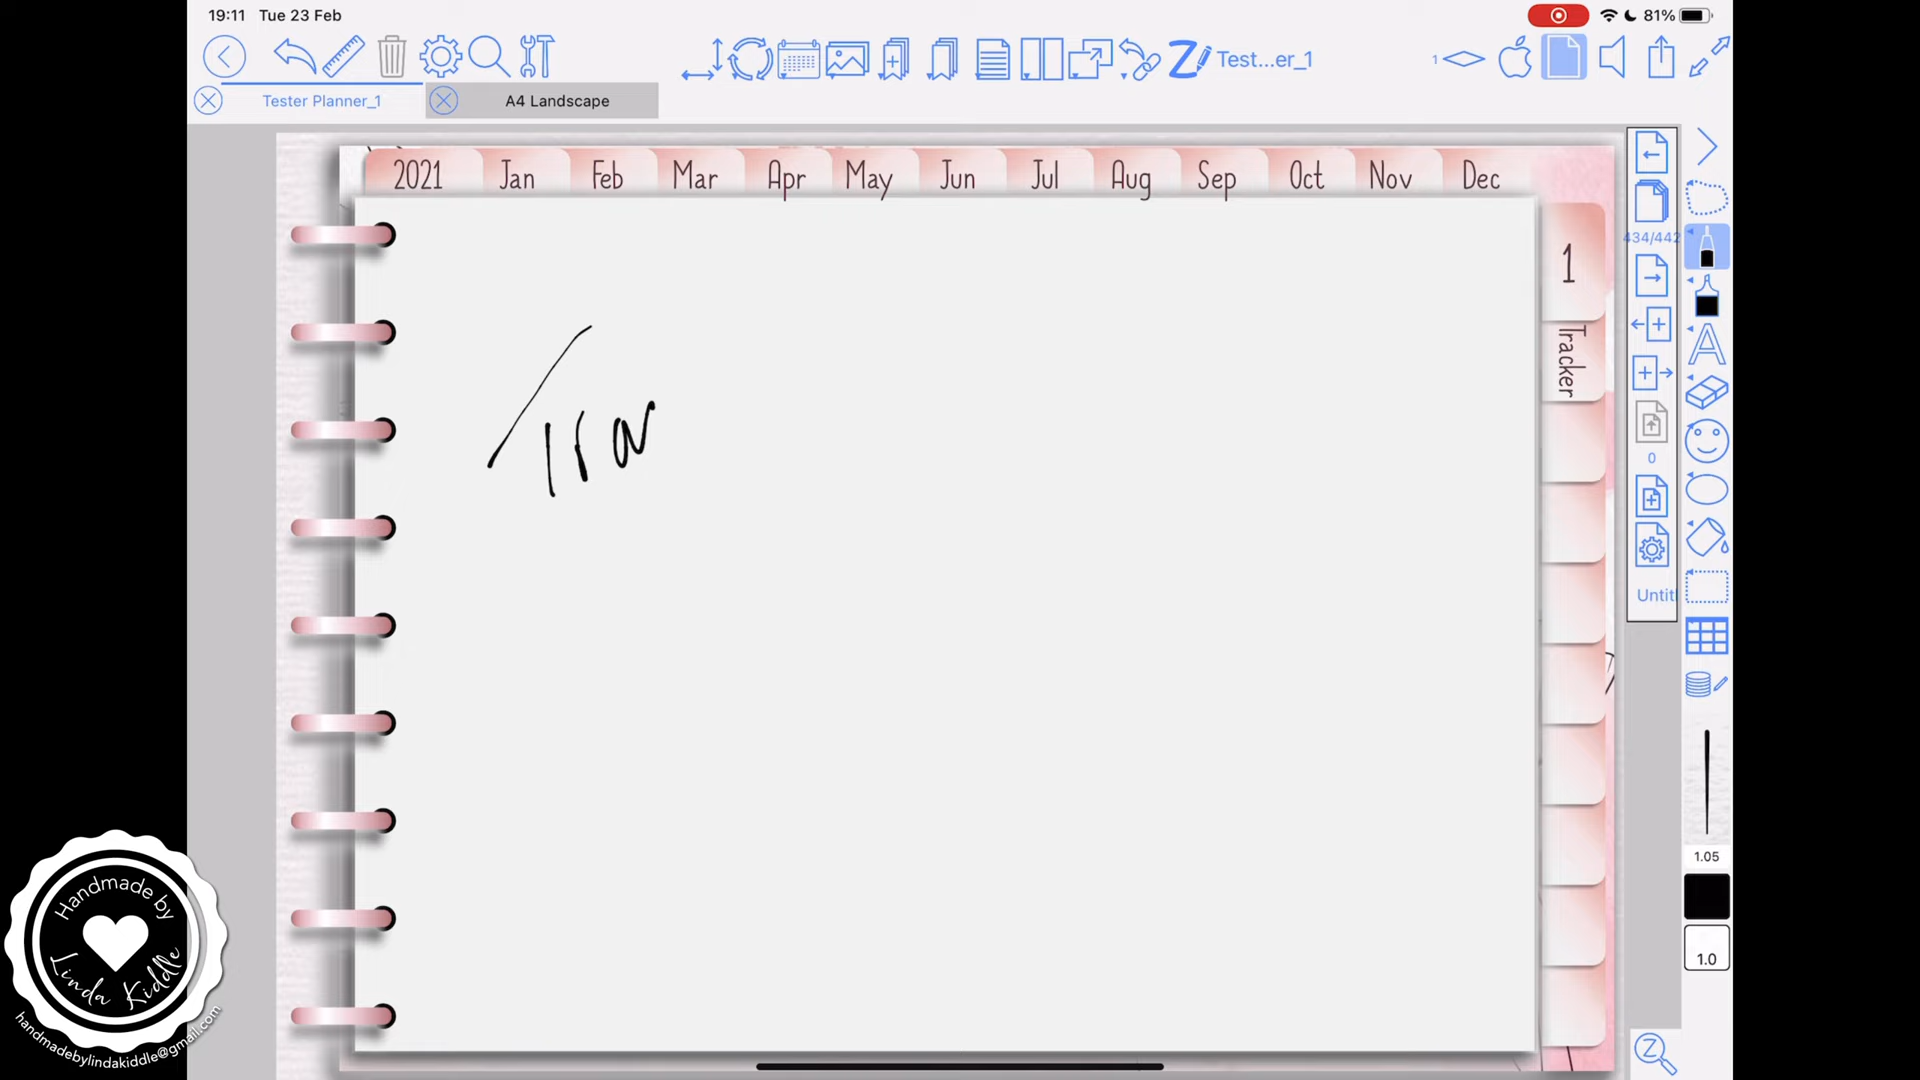 19:11 Tue 23 Feb
81%
Test...er_1
1
Tester Planner_1
A4 Landscape
2021 Jan Feb Mar Apr May Jun Jul Aug Sep Oct Nov Dec
1
Tracker
434/442
0
Untitl
1.05
1.0
Handmade by
Linda Kiddle
handmadebylindakiddle@gmail.com